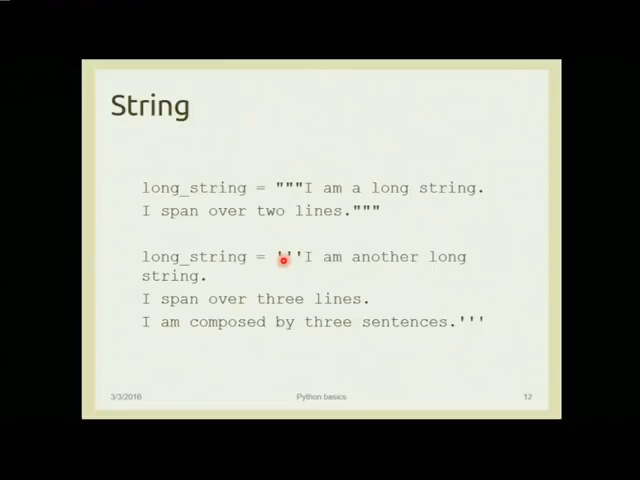 String
long_string = """I am a long string.
I span over two lines."""
long_string = '''I am another long
string.
I span over three lines.
I am composed by three sentences.'''
3/3/2016
Python basics
12